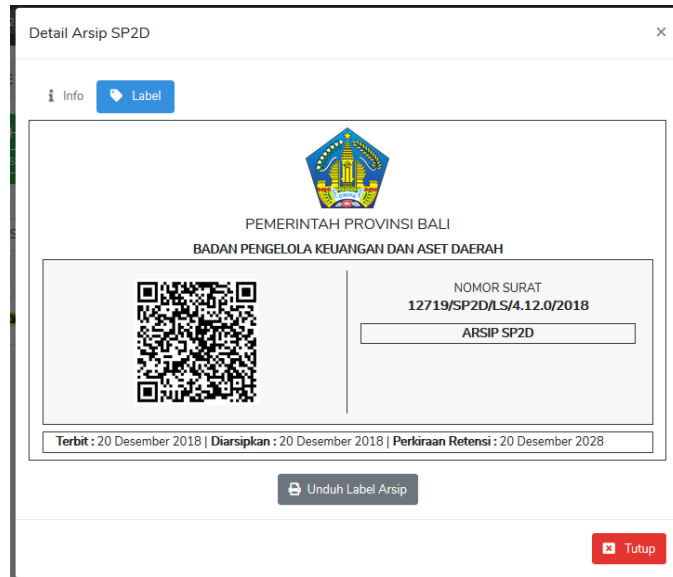 Detail Arsip SP2D
×
Info
Label
PEMERINTAH PROVINSI BALI
BADAN PENGELOLA KEUANGAN DAN ASET DAERAH
NOMOR SURAT
12719/SP2D/LS/4.12.0/2018
ARSIP SP2D
Terbit : 20 Desember 2018 | Diarsipkan : 20 Desember 2018 | Perkiraan Retensi : 20 Desember 2028
Unduh Label Arsip
Tutup